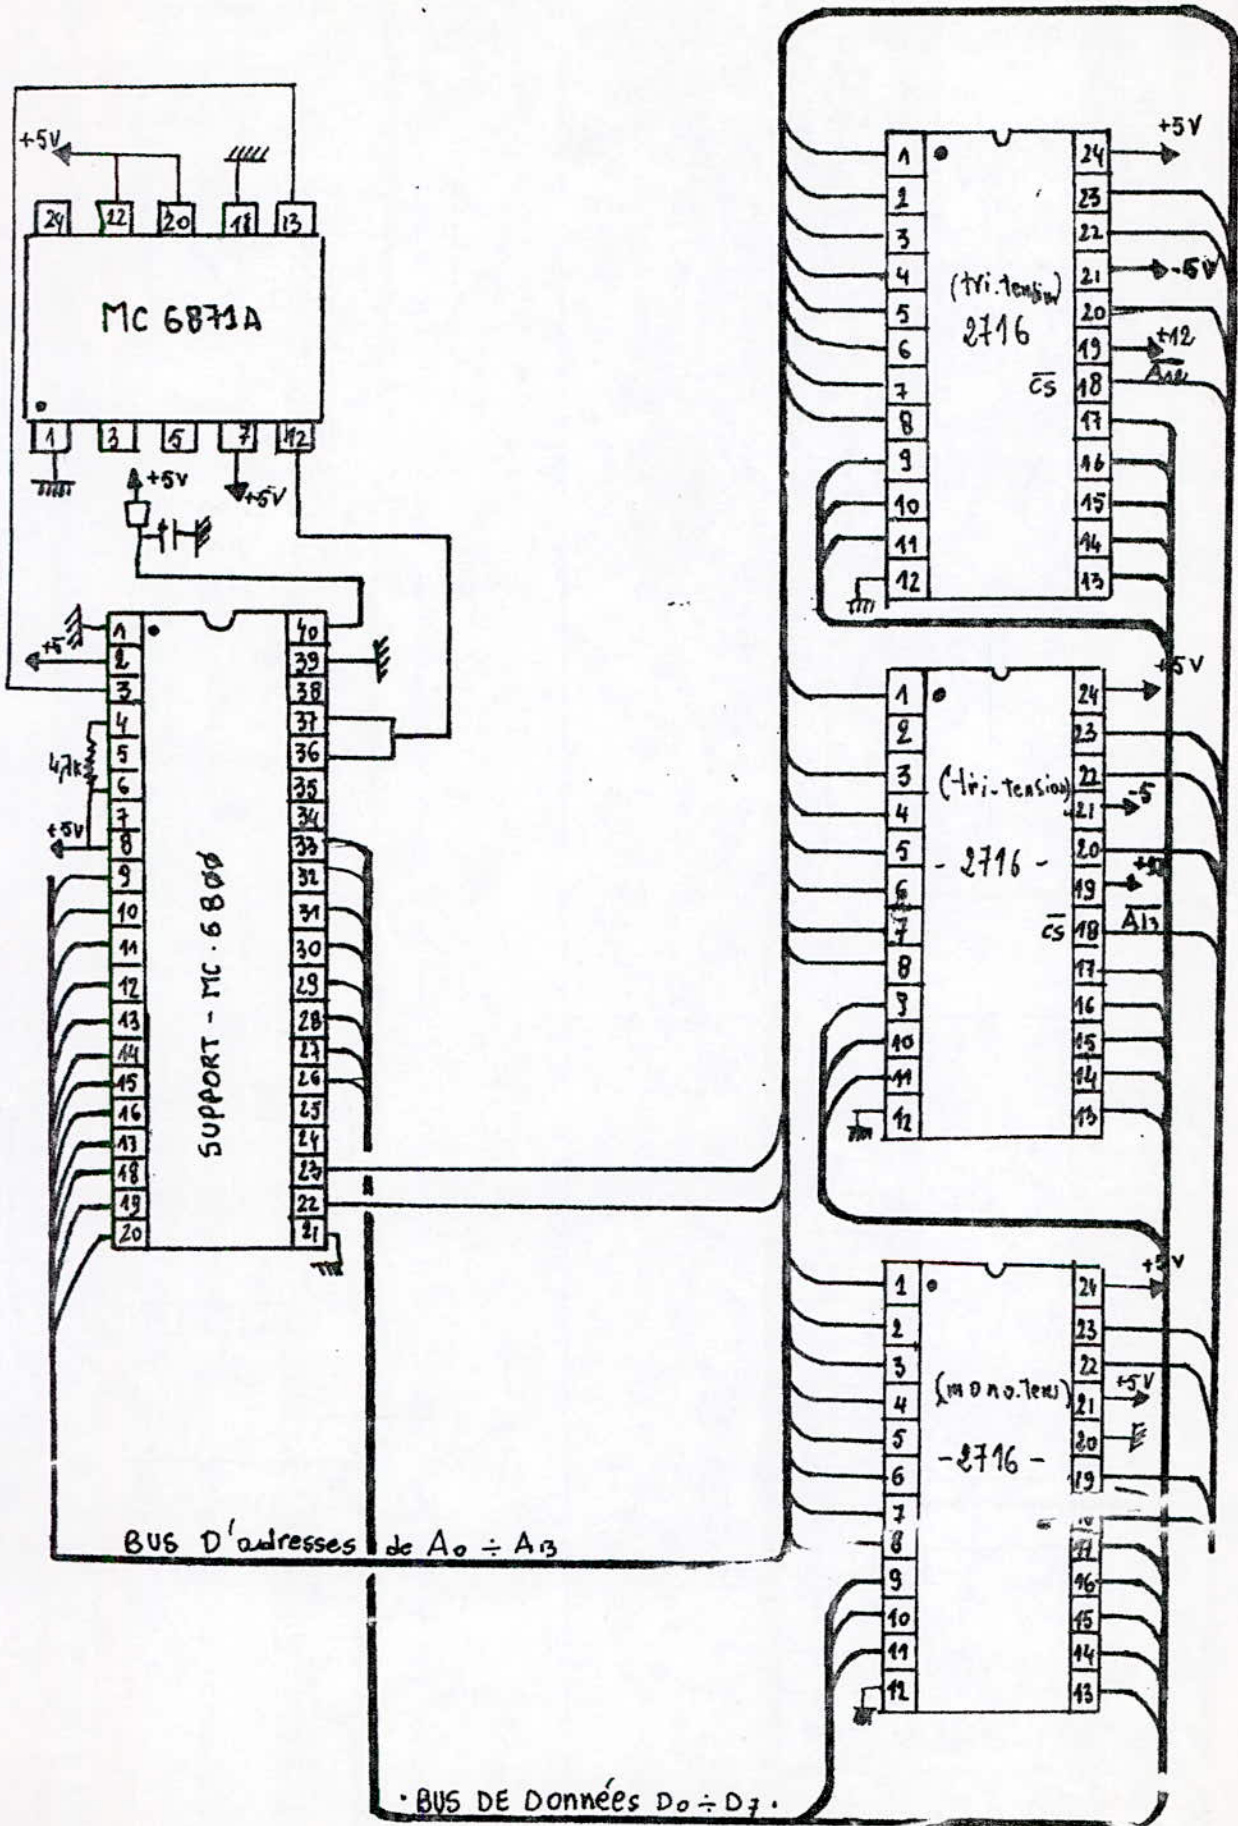 +5V
24 22 20 18 13
MC 6871A
1 3 5 7 12
+5V
+5V
1 40
+5 2 39
3 38
4 37
5 36
4,7k
6 35
7 34
+5V
8 33
9 32
10 31
11 30
12 29
13 28
14 27
15 26
16 25
17 24
18 23
19 22
20 21
SUPPORT - MC.6800
1 24 +5V
2 23
3 22
4 21 -5V
(tri.tension)
5 20
2716
6 19 +12
A12
7 CS 18
8 17
9 16
10 15
11 14
12 13
1 24 +5V
2 23
3 22
(tri-tension)
4 21 -5
5 20
- 2716 -
6 19
7 CS 18 A13
8 17
9 16
10 15
11 14
12 13
+5V
1 24
2 23
3 22
(mono.tens)
4 21 +5V
5 20
- 2716 -
6 19
7
8
9 16
10 15
11 14
12 13
BUS D'adresses de A0 ÷ A13
. BUS DE Données D0 ÷ D7 .